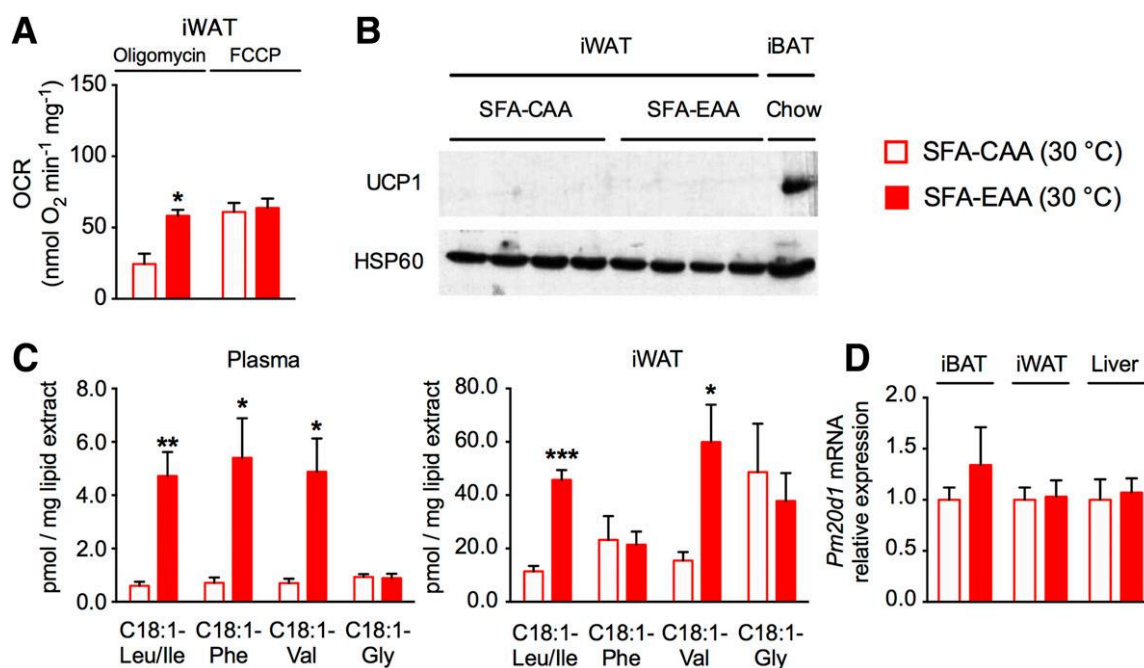 A
iWAT
Oligomycin FCCP
150
100
50
0
OCR
(nmol O2 min-1 mg-1)
*
B
iWAT iBAT
SFA-CAA SFA-EAA Chow
UCP1
HSP60
SFA-CAA (30 °C)
SFA-EAA (30 °C)
C
Plasma
pmol / mg lipid extract
8.0
6.0
4.0
2.0
0.0
** * *
C18:1- C18:1- C18:1- C18:1-
Leu/Ile Phe Val Gly
iWAT
pmol / mg lipid extract
80.0
60.0
40.0
20.0
0.0
*** *
C18:1- C18:1- C18:1- C18:1-
Leu/Ile Phe Val Gly
D
iBAT iWAT Liver
Pm20d1 mRNA
relative expression
2.0
1.5
1.0
0.5
0.0